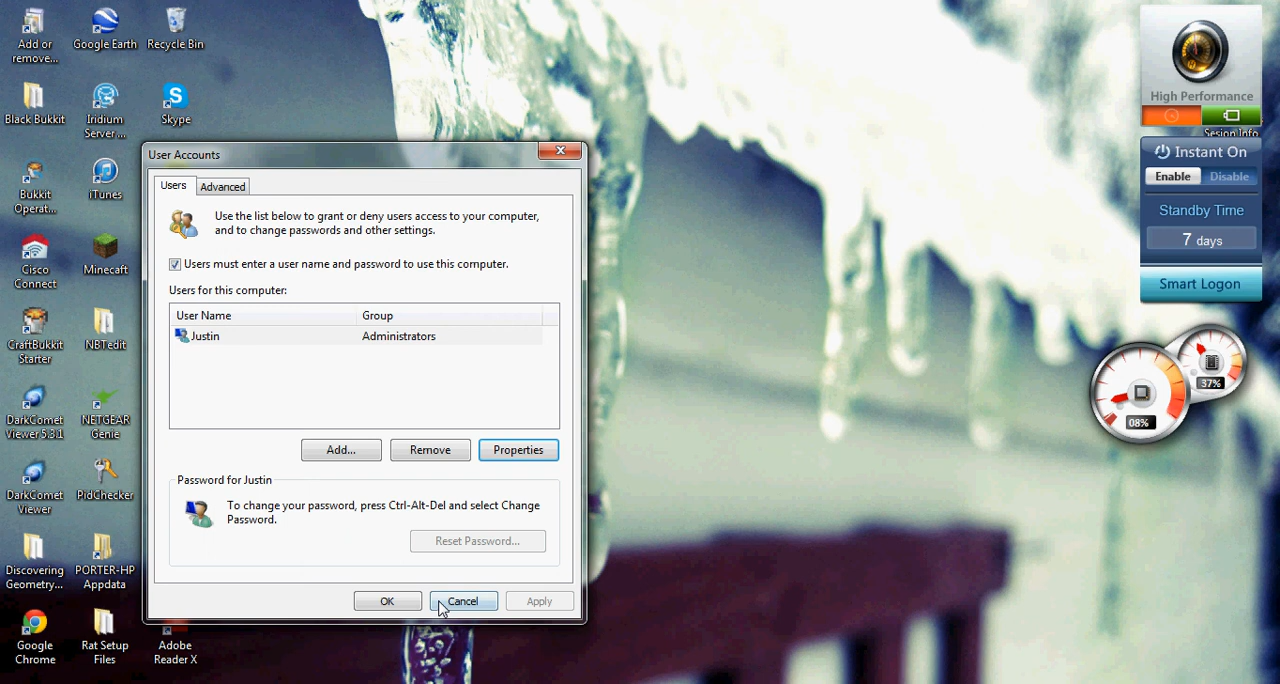 Add or
remove...
Google Earth
Recycle Bin
Black Bukkit
Iridium
Server ...
Skype
Bukkit
Operat...
iTunes
Cisco
Connect
Minecaft
CraftBukkit
Starter
NBTedit
DarkComet
Viewer 5.3.1
NETGEAR
Genie
DarkComet
Viewer
PidChecker
Discovering
Geometry...
PORTER-HP
Appdata
Google
Chrome
Rat Setup
Files
Adobe
Reader X
User Accounts
Users
Advanced
Use the list below to grant or deny users access to your computer,
and to change passwords and other settings.
Users must enter a user name and password to use this computer.
Users for this computer:
User Name Group
Justin Administrators
Add... Remove Properties
Password for Justin
To change your password, press Ctrl-Alt-Del and select Change
Password.
Reset Password...
OK Cancel Apply
High Performance
Sesion Info
Instant On
Enable Disable
Standby Time
7 days
Smart Logon
37%
08%